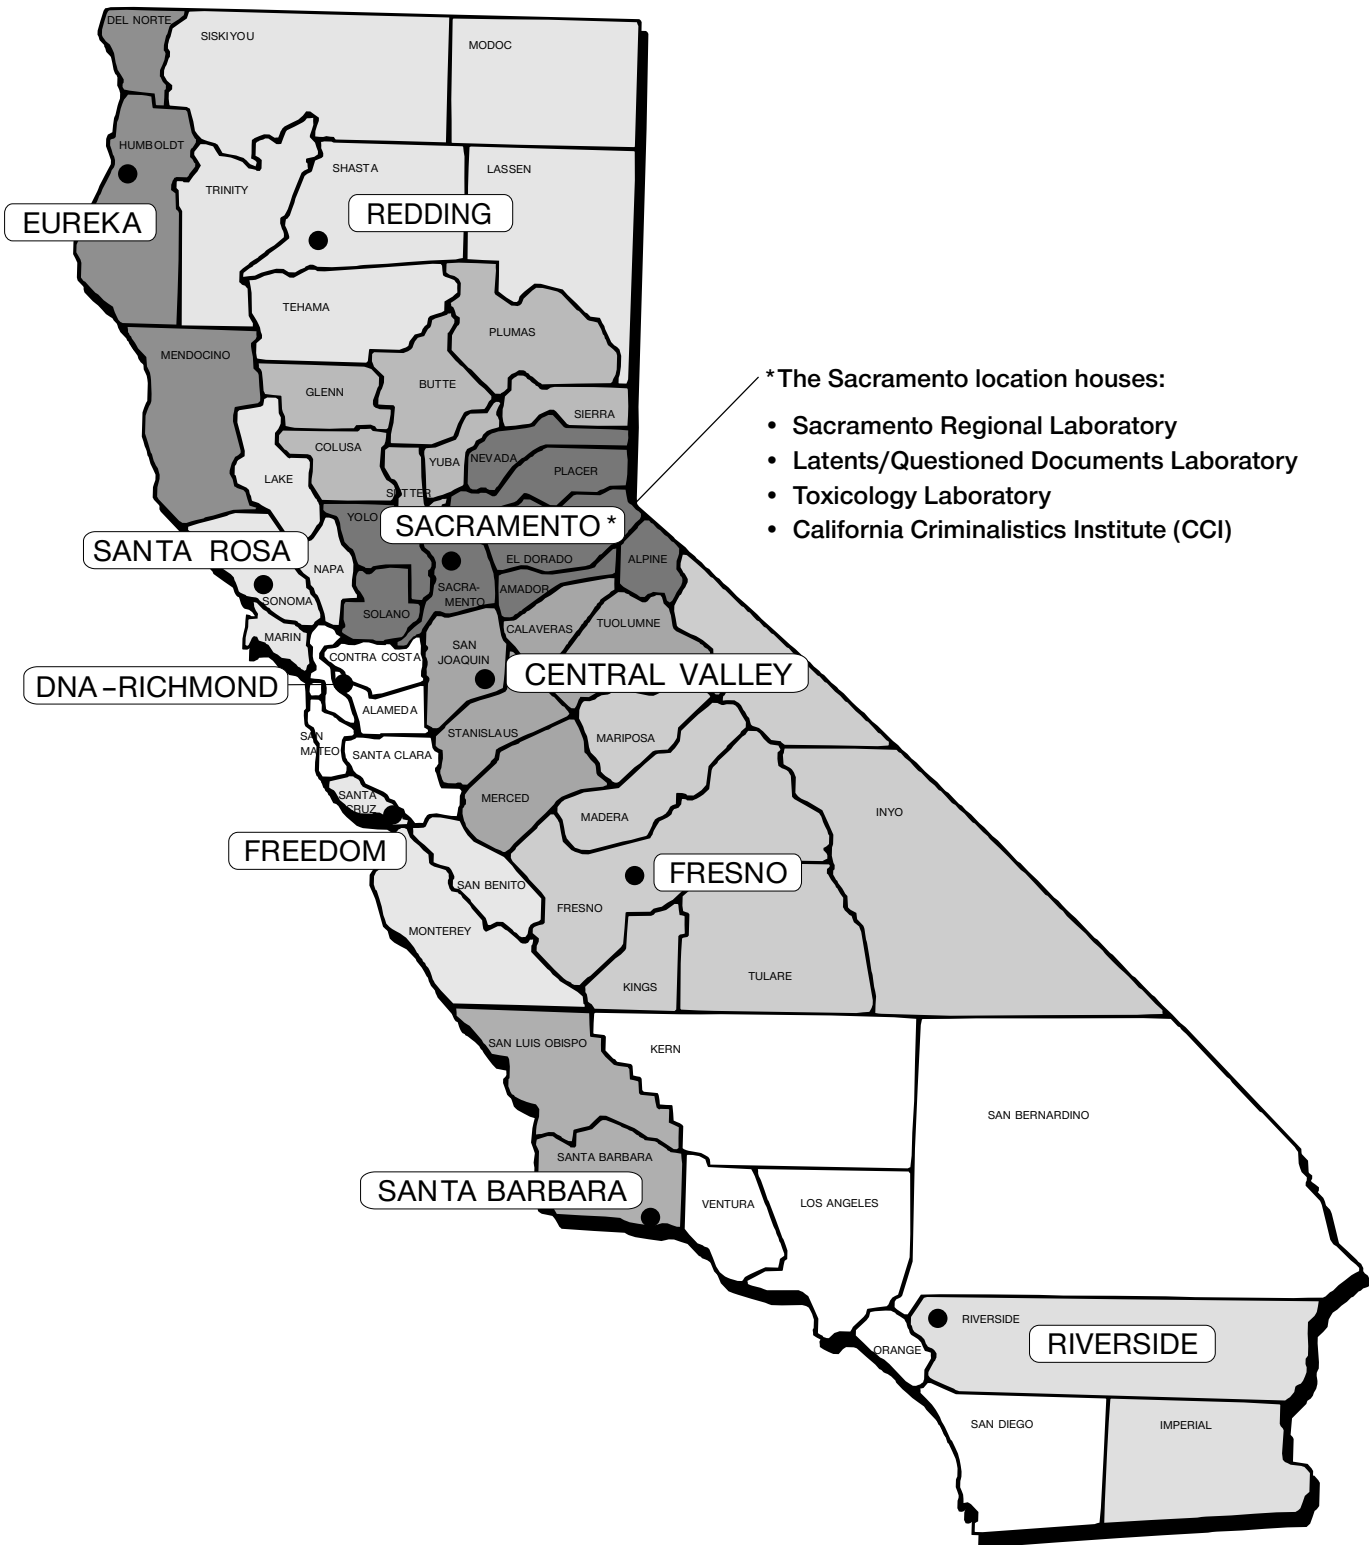 DEL NORTE
SISKIYOU
MODOC
HUMBOLDT
TRINITY
SHASTA
LASSEN
EUREKA
REDDING
TEHAMA
PLUMAS
MENDOCINO
GLENN
BUTTE
SIERRA
COLUSA
LAKE
YUBA
NEVADA
PLACER
SUTTER
YOLO
*The Sacramento location houses:
• Sacramento Regional Laboratory
• Latents/Questioned Documents Laboratory
• Toxicology Laboratory
• California Criminalistics Institute (CCI)
SACRAMENTO*
SANTA ROSA
NAPA
EL DORADO
ALPINE
SONOMA
SOLANO
SACRA-
MENTO
AMADOR
MARIN
CALAVERAS
TUOLUMNE
CONTRA COSTA
SAN
JOAQUIN
CENTRAL VALLEY
DNA-RICHMOND
ALAMEDA
SAN
MATEO
SANTA CLARA
STANISLAUS
MARIPOSA
SANTA
CRUZ
MERCED
MADERA
INYO
FREEDOM
FRESNO
SAN BENITO
FRESNO
MONTEREY
KINGS
TULARE
SAN LUIS OBISPO
KERN
SAN BERNARDINO
SANTA BARBARA
SANTA BARBARA
VENTURA
LOS ANGELES
RIVERSIDE
RIVERSIDE
ORANGE
SAN DIEGO
IMPERIAL